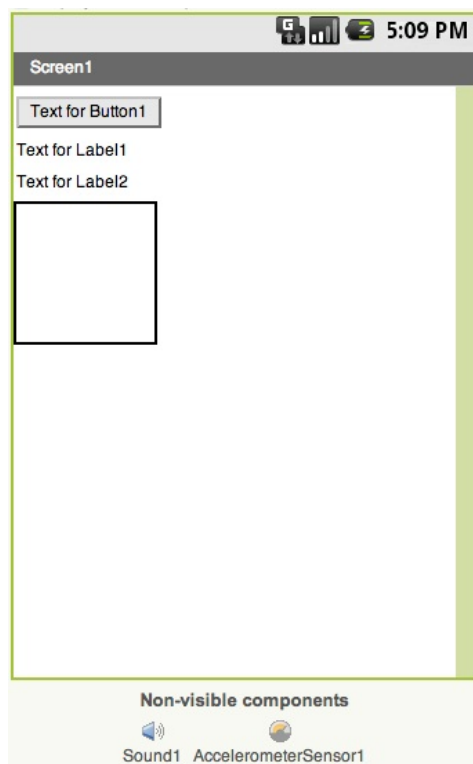 G 5:09 PM
Screen1
Text for Button1
Text for Label1
Text for Label2
Non-visible components
Sound1 AccelerometerSensor1